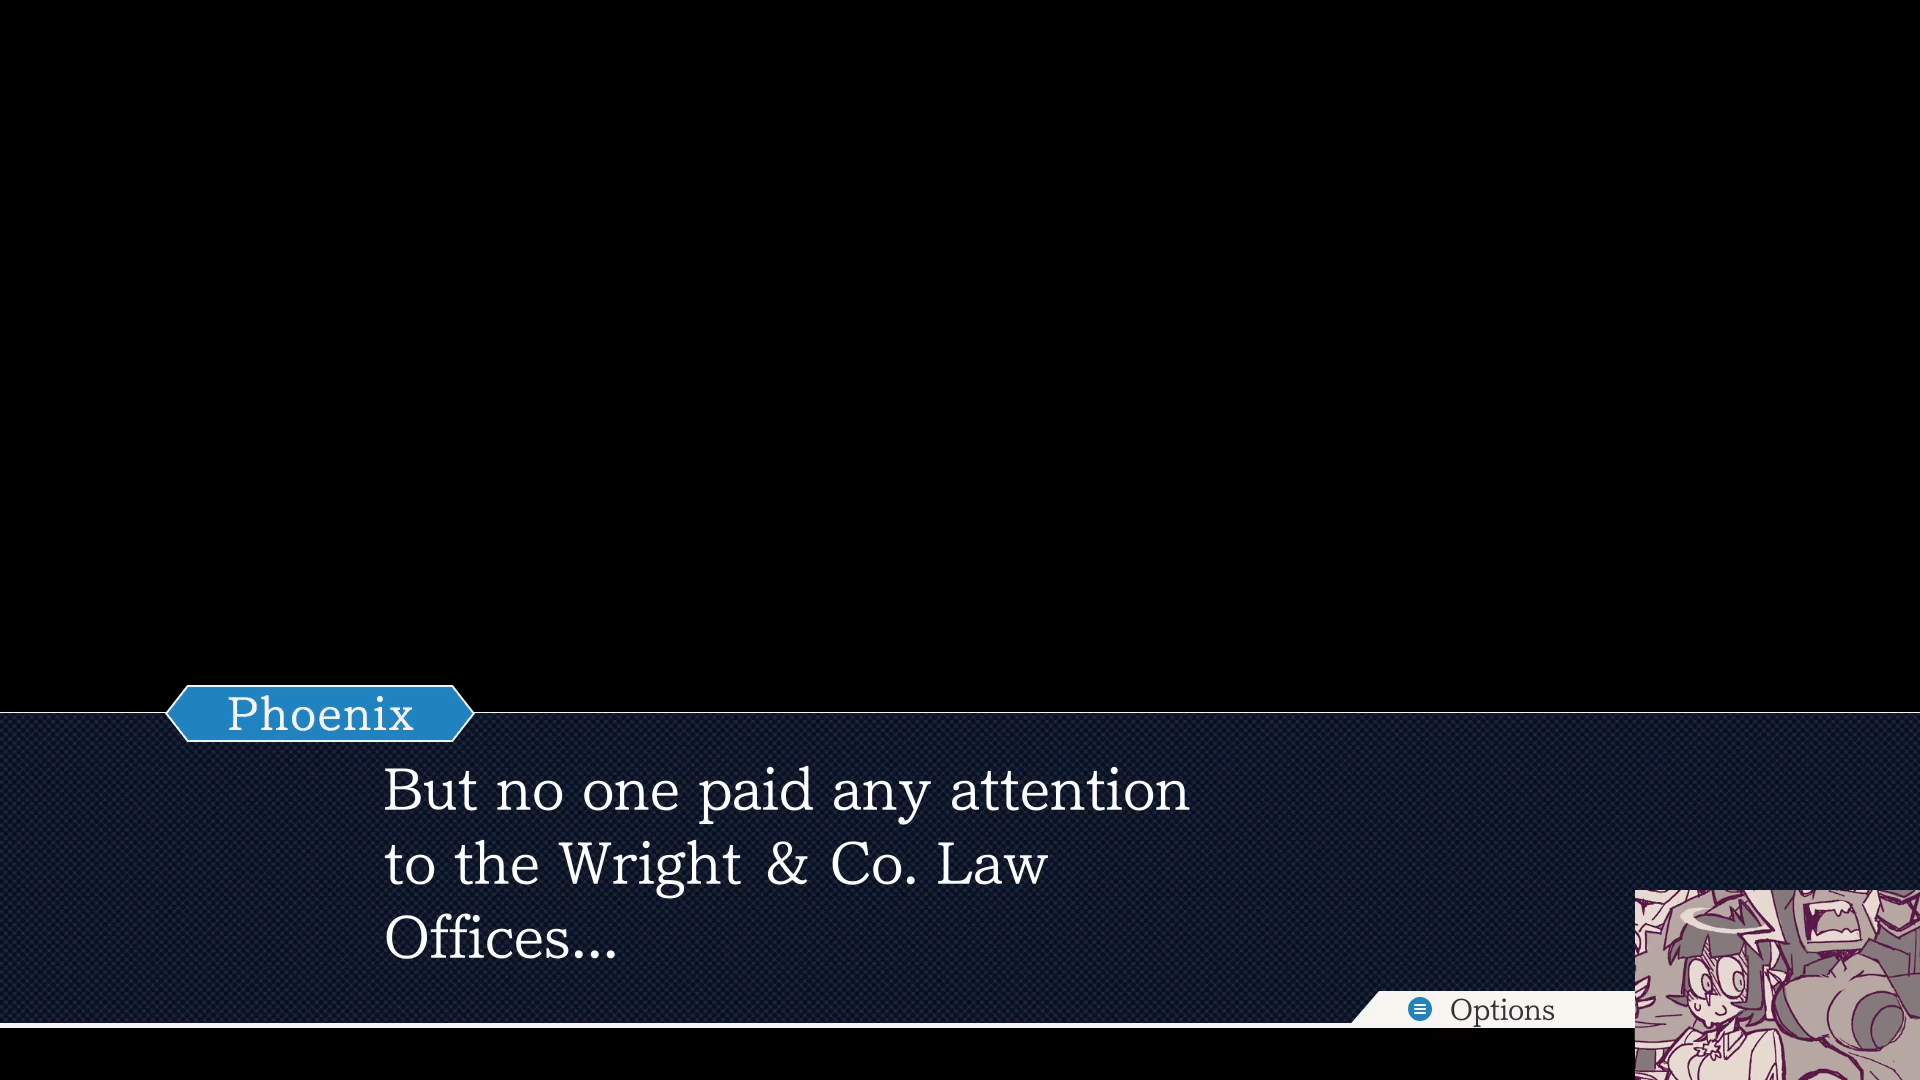 Phoenix
But no one paid any attention
to the Wright & Co. Law
Offices...
Options